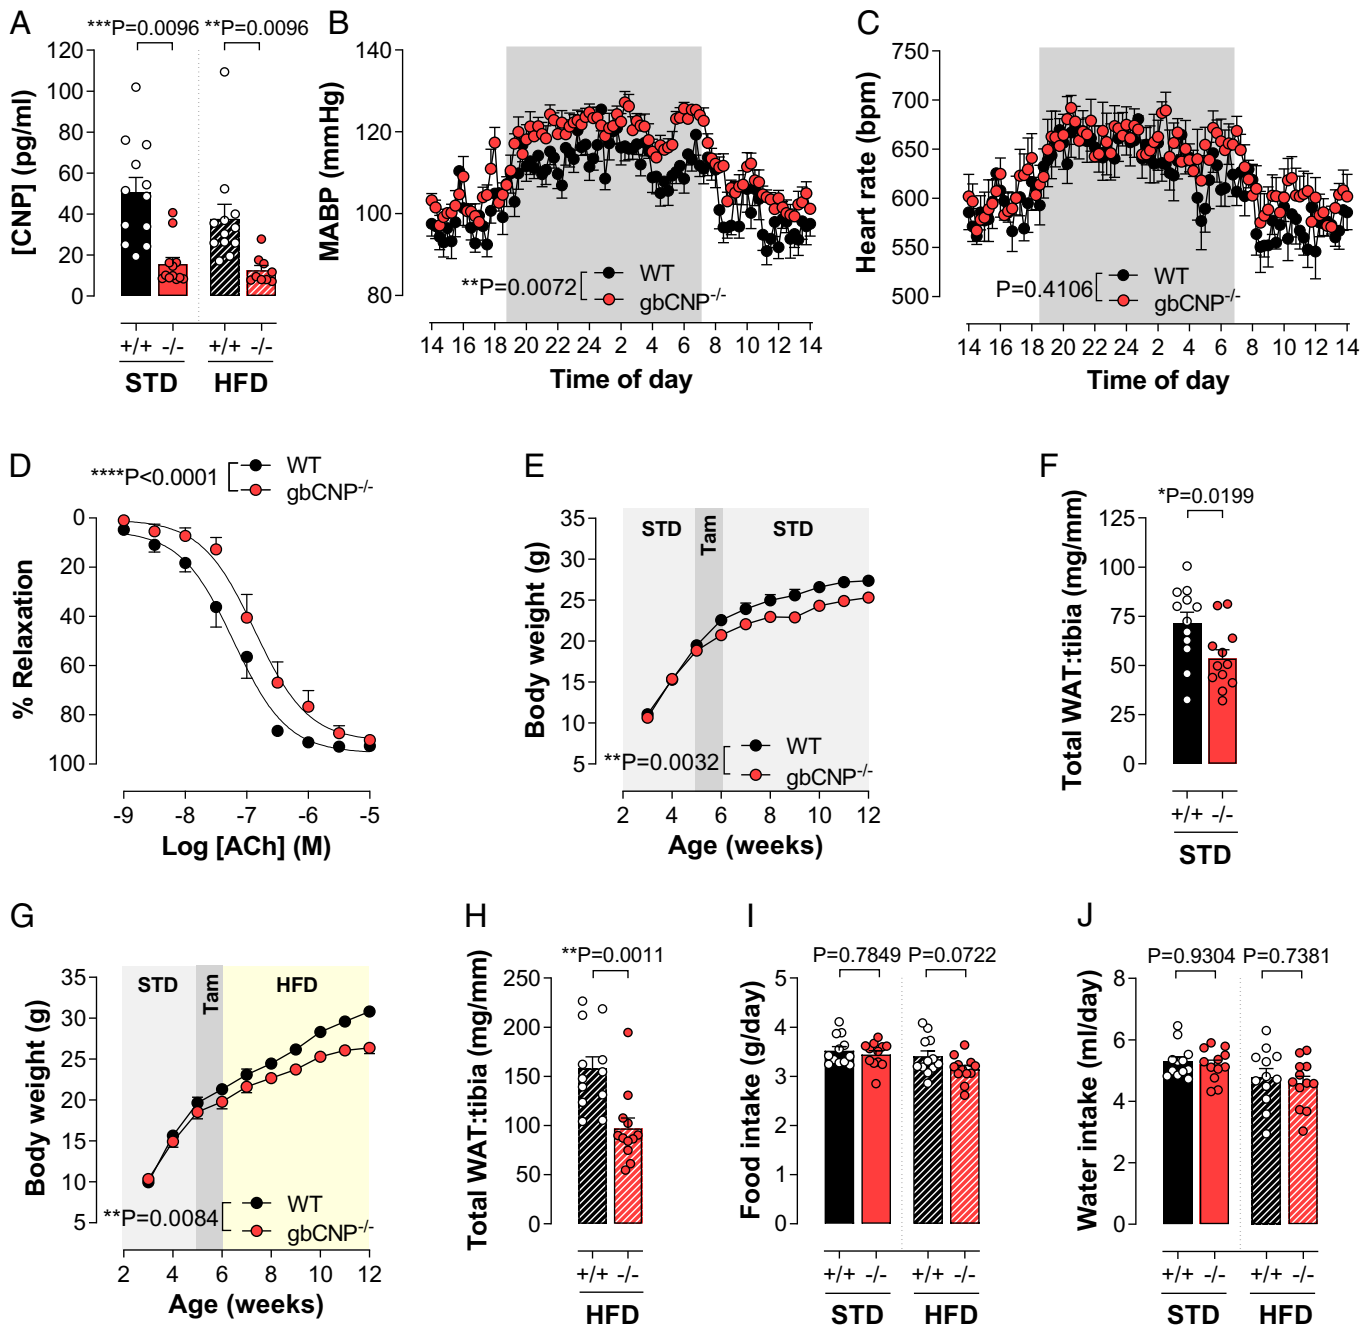 A
***P=0.0096 **P=0.0096
[CNP] (pg/ml)
120
100
80
60
40
20
0
+/+ -/- +/+ -/-
STD HFD
B
MABP (mmHg)
140
120
100
80
**P=0.0072
WT
gbCNP-/-
14 16 18 20 22 24 2 4 6 8 10 12 14
Time of day
C
Heart rate (bpm)
750
700
650
600
550
500
P=0.4106
WT
gbCNP-/-
14 16 18 20 22 24 2 4 6 8 10 12 14
Time of day
D
****P<0.0001
WT
gbCNP-/-
% Relaxation
0
20
40
60
80
100
-9 -8 -7 -6 -5
Log [ACh] (M)
E
Body weight (g)
35
30
25
20
15
10
5
STD Tam STD
**P=0.0032
WT
gbCNP-/-
2 4 6 8 10 12
Age (weeks)
F
*P=0.0199
Total WAT:tibia (mg/mm)
125
100
75
50
25
0
+/+ -/-
STD
G
Body weight (g)
35
30
25
20
15
10
5
STD Tam HFD
**P=0.0084
WT
gbCNP-/-
2 4 6 8 10 12
Age (weeks)
H
**P=0.0011
Total WAT:tibia (mg/mm)
250
200
150
100
50
0
+/+ -/-
HFD
I
P=0.7849 P=0.0722
Food intake (g/day)
5
4
3
2
1
0
+/+ -/- +/+ -/-
STD HFD
J
P=0.9304 P=0.7381
Water intake (ml/day)
8
6
4
2
0
+/+ -/- +/+ -/-
STD HFD